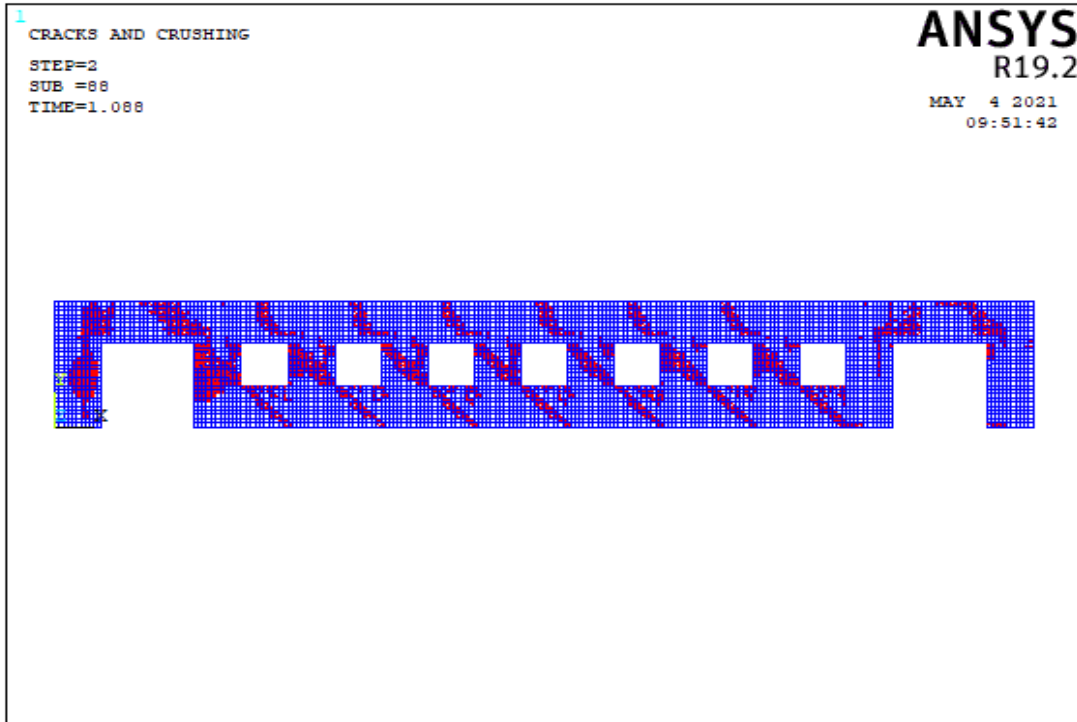 1
CRACKS AND CRUSHING
STEP=2
SUB =88
TIME=1.088
ANSYS
R19.2
MAY 4 2021
09:51:42
X